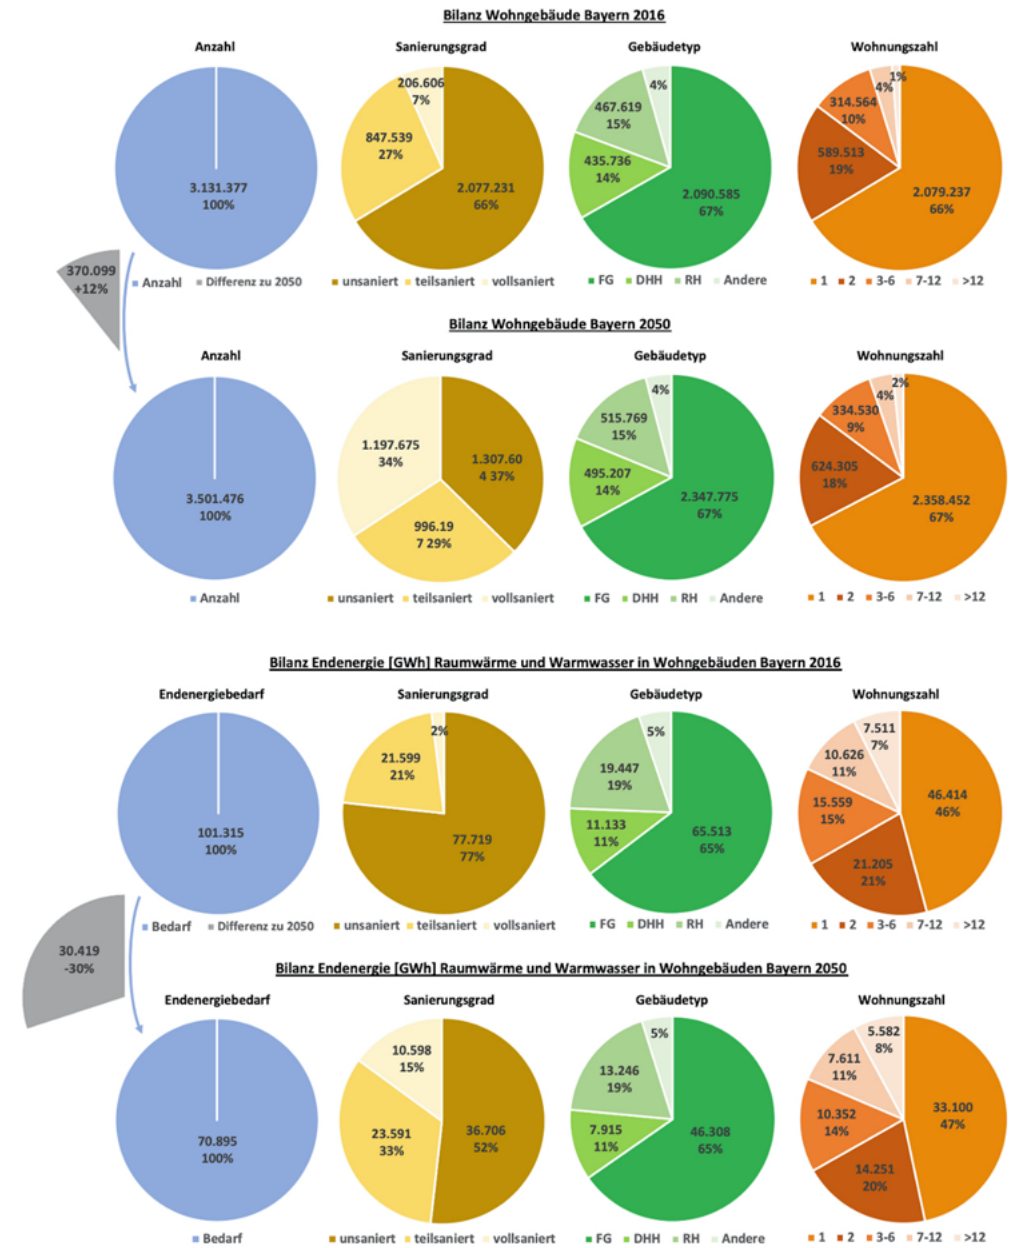 Bilanz Wohngebäude Bayern 2016
Anzahl
3.131.377
100%
Anzahl Differenz zu 2050
Sanierungsgrad
206.606
7%
847.539
27%
2.077.231
66%
unsaniert teilsaniert vollsaniert
Gebäudetyp
4%
467.619
15%
435.736
14%
2.090.585
67%
FG DHH RH Andere
Wohnungszahl
1%
4%
314.564
10%
589.513
19%
2.079.237
66%
1 2 3-6 7-12 >12
370.099
+12%
Bilanz Wohngebäude Bayern 2050
Anzahl
3.501.476
100%
Anzahl
Sanierungsgrad
1.197.675
34%
1.307.60
4 37%
996.19
7 29%
unsaniert teilsaniert vollsaniert
Gebäudetyp
4%
515.769
15%
495.207
14%
2.347.775
67%
FG DHH RH Andere
Wohnungszahl
2%
4%
334.530
9%
624.305
18%
2.358.452
67%
1 2 3-6 7-12 >12
Bilanz Endenergie [GWh] Raumwärme und Warmwasser in Wohngebäuden Bayern 2016
Endenergiebedarf
101.315
100%
Bedarf Differenz zu 2050
Sanierungsgrad
2%
21.599
21%
77.719
77%
unsaniert teilsaniert vollsaniert
Gebäudetyp
5%
19.447
19%
11.133
11%
65.513
65%
FG DHH RH Andere
Wohnungszahl
7.511
7%
10.626
11%
15.559
15%
46.414
46%
21.205
21%
1 2 3-6 7-12 >12
30.419
-30%
Bilanz Endenergie [GWh] Raumwärme und Warmwasser in Wohngebäuden Bayern 2050
Endenergiebedarf
70.895
100%
Bedarf
Sanierungsgrad
10.598
15%
23.591
33%
36.706
52%
unsaniert teilsaniert vollsaniert
Gebäudetyp
5%
13.246
19%
7.915
11%
46.308
65%
FG DHH RH Andere
Wohnungszahl
5.582
8%
7.611
11%
10.352
14%
33.100
47%
14.251
20%
1 2 3-6 7-12 >12